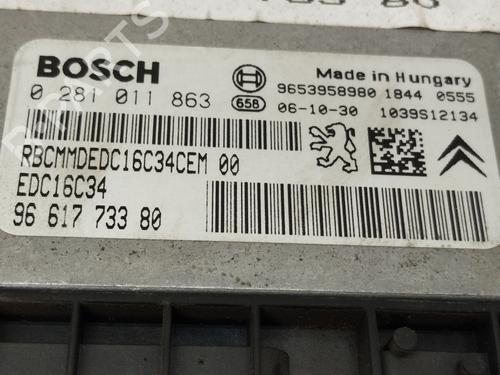 BOSCH
Made in Hungary
9653958980 1844 0555
0 281 011 863
658
06-10-30 1039S12134
RBCMMDEDC16C34CEM 00
EDC16C34
96 617 733 80